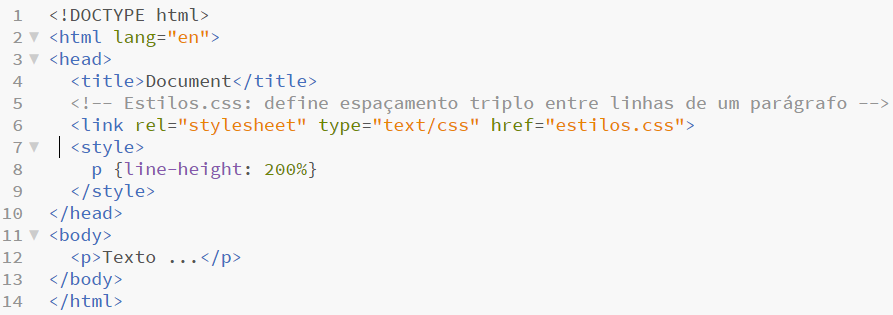 1 <!DOCTYPE html>
2 <html lang="en">
3 <head>
4 <title>Document</title>
5 <!-- Estilos.css: define espaçamento triplo entre linhas de um parágrafo -->
6 <link rel="stylesheet" type="text/css" href="estilos.css">
7 <style>
8 p {line-height: 200%}
9 </style>
10 </head>
11 <body>
12 <p>Texto ...</p>
13 </body>
14 </html>